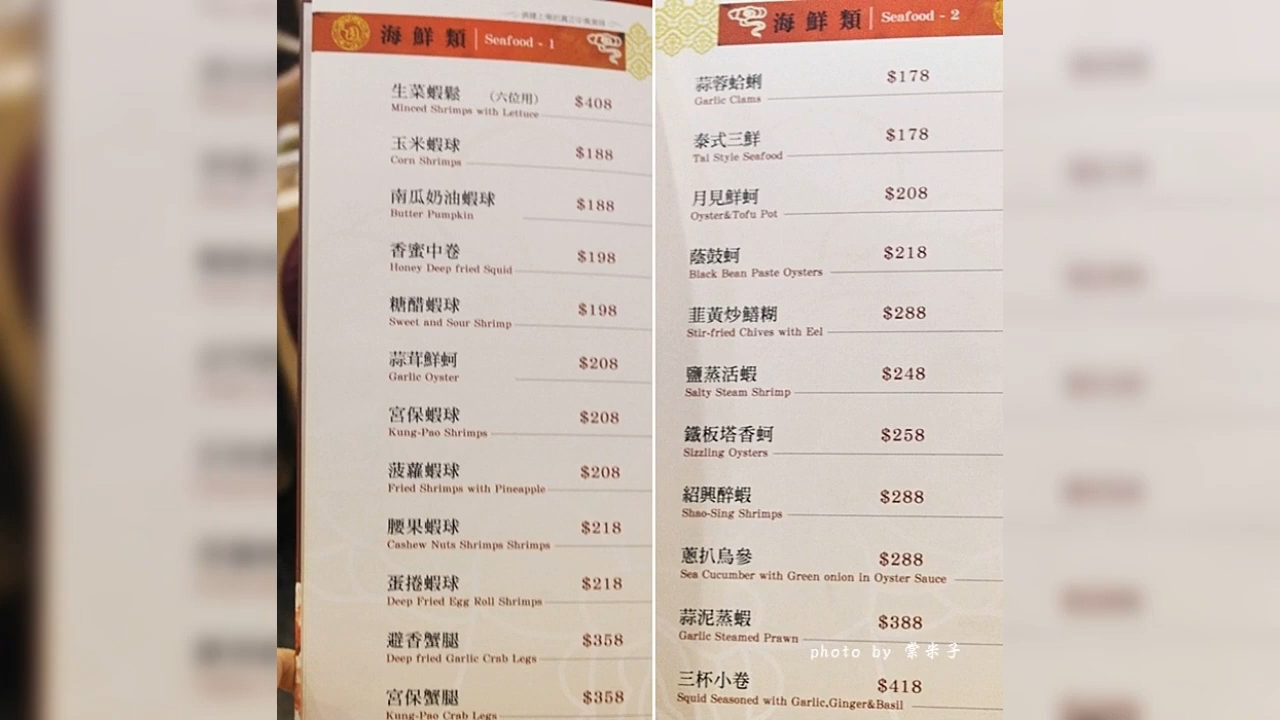 海鮮類 Seafood - 1
生菜蝦鬆 (六位用) $408
Minced Shrimps with Lettuce
玉米蝦球 $188
Corn Shrimps
南瓜奶油蝦球 $188
Butter Pumpkin
香蜜中卷 $198
Honey Deep fried Squid
糖醋蝦球 $198
Sweet and Sour Shrimp
蒜茸鮮蚵 $208
Garlic Oyster
宮保蝦球 $208
Kung-Pao Shrimps
菠蘿蝦球 $208
Fried Shrimps with Pineapple
腰果蝦球 $218
Cashew Nuts Shrimps Shrimps
蛋捲蝦球 $218
Deep Fried Egg Roll Shrimps
避香蟹腿 $358
Deep fried Garlic Crab Legs
宮保蟹腿 $358
Kung-Pao Crab Legs
海鮮類 Seafood - 2
蒜蓉蛤蜊 $178
Garlic Clams
泰式三鮮 $178
Tai Style Seafood
月見鮮蚵 $208
Oyster&Tofu Pot
蔭鼓蚵 $218
Black Bean Paste Oysters
韭黃炒鱔糊 $288
Stir-fried Chives with Eel
鹽蒸活蝦 $248
Salty Steam Shrimp
鐵板塔香蚵 $258
Sizzling Oysters
紹興醉蝦 $288
Shao-Sing Shrimps
蔥扒烏參 $288
Sea Cucumber with Green onion in Oyster Sauce
蒜泥蒸蝦 $388
Garlic Steamed Prawn
photo by 棠米子
三杯小卷 $418
Squid Seasoned with Garlic,Ginger&Basil